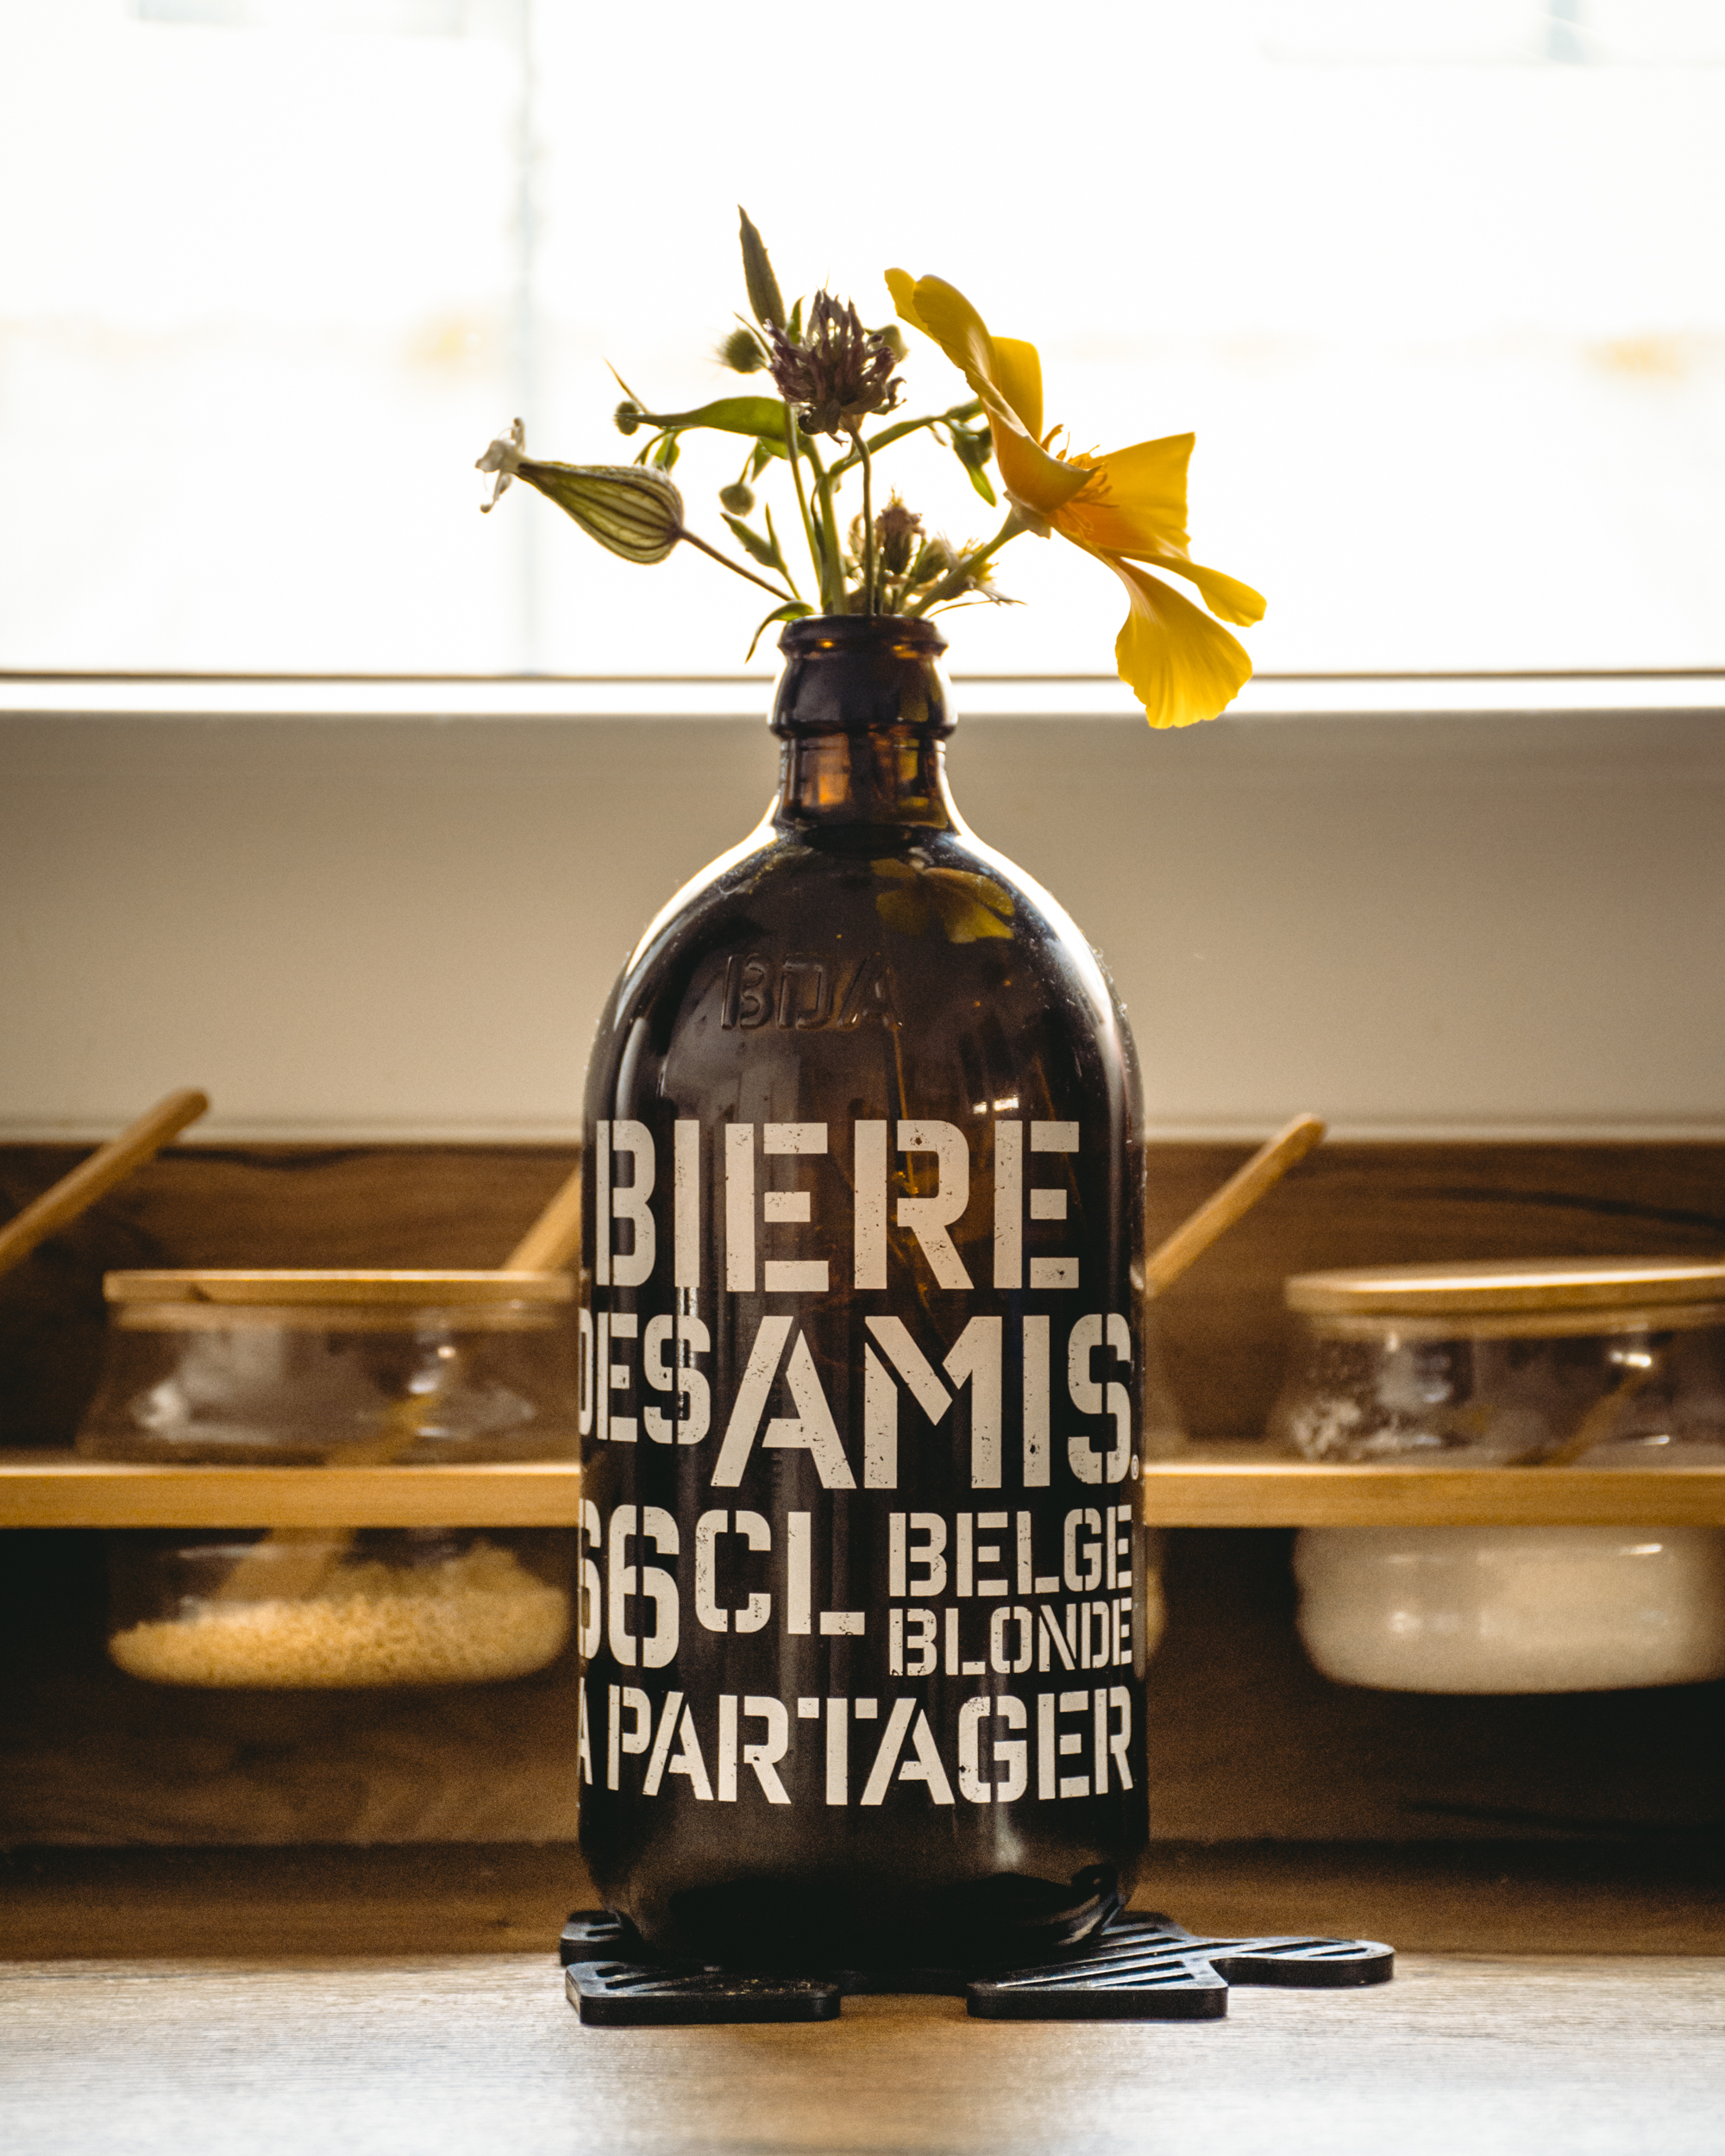 BDA
BIERE
DES AMIS.
66CL BELGE
BLONDE
A PARTAGER